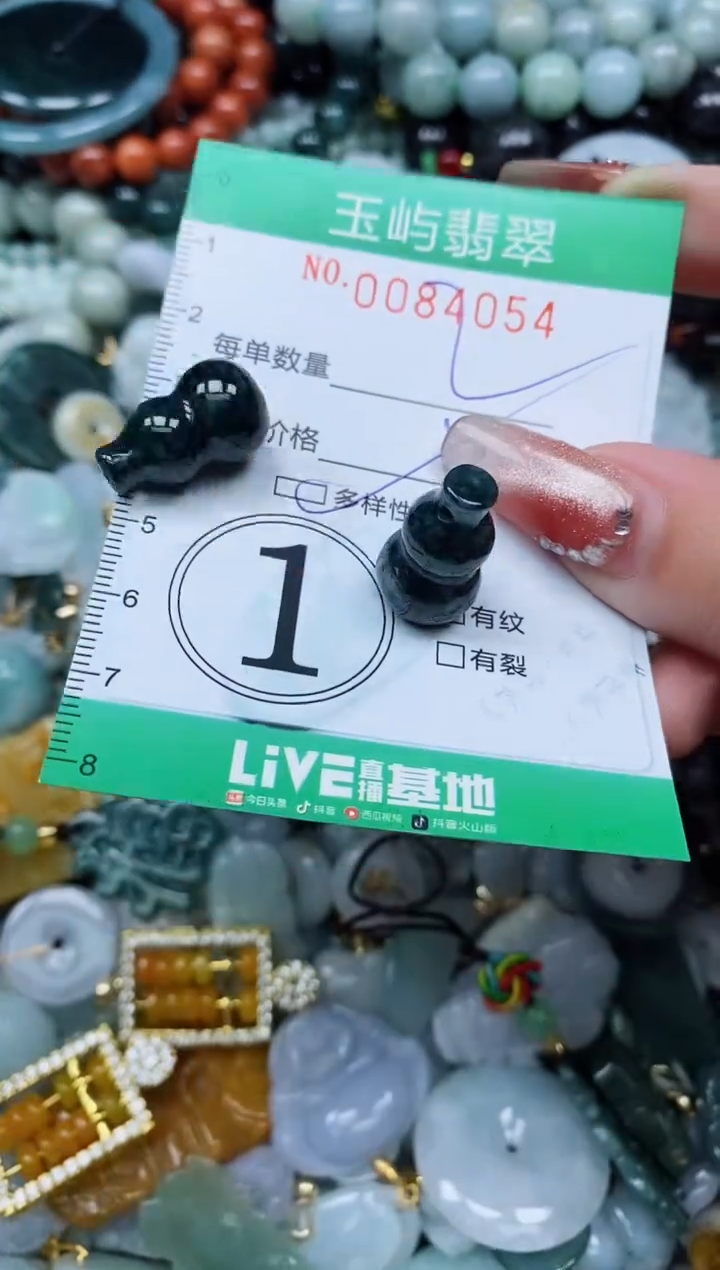 0
玉屿翡翠
1
NO.0084054
2
每单数量
价格
多样性
5
1
6
有纹
有裂
7
8
LiVE直播基地
今日头条 抖音 西瓜视频 抖音火山版